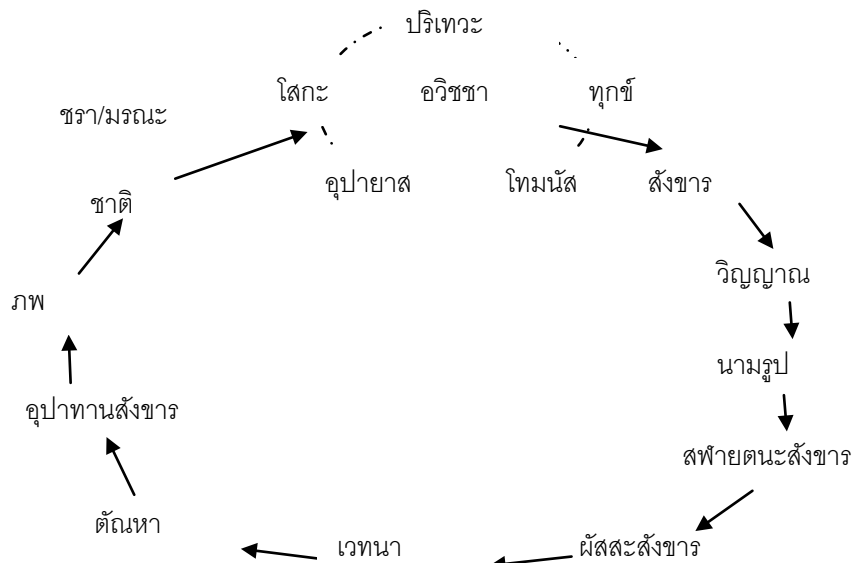 ปริเทวะ
โสกะ อวิชชา ทุกข์
ชรา/มรณะ
อุปายาส โทมนัส สังขาร
ชาติ
วิญญาณ
ภพ
นามรูป
อุปาทานสังขาร
สฬายตนะสังขาร
ตัณหา
เวทนา ผัสสะสังขาร